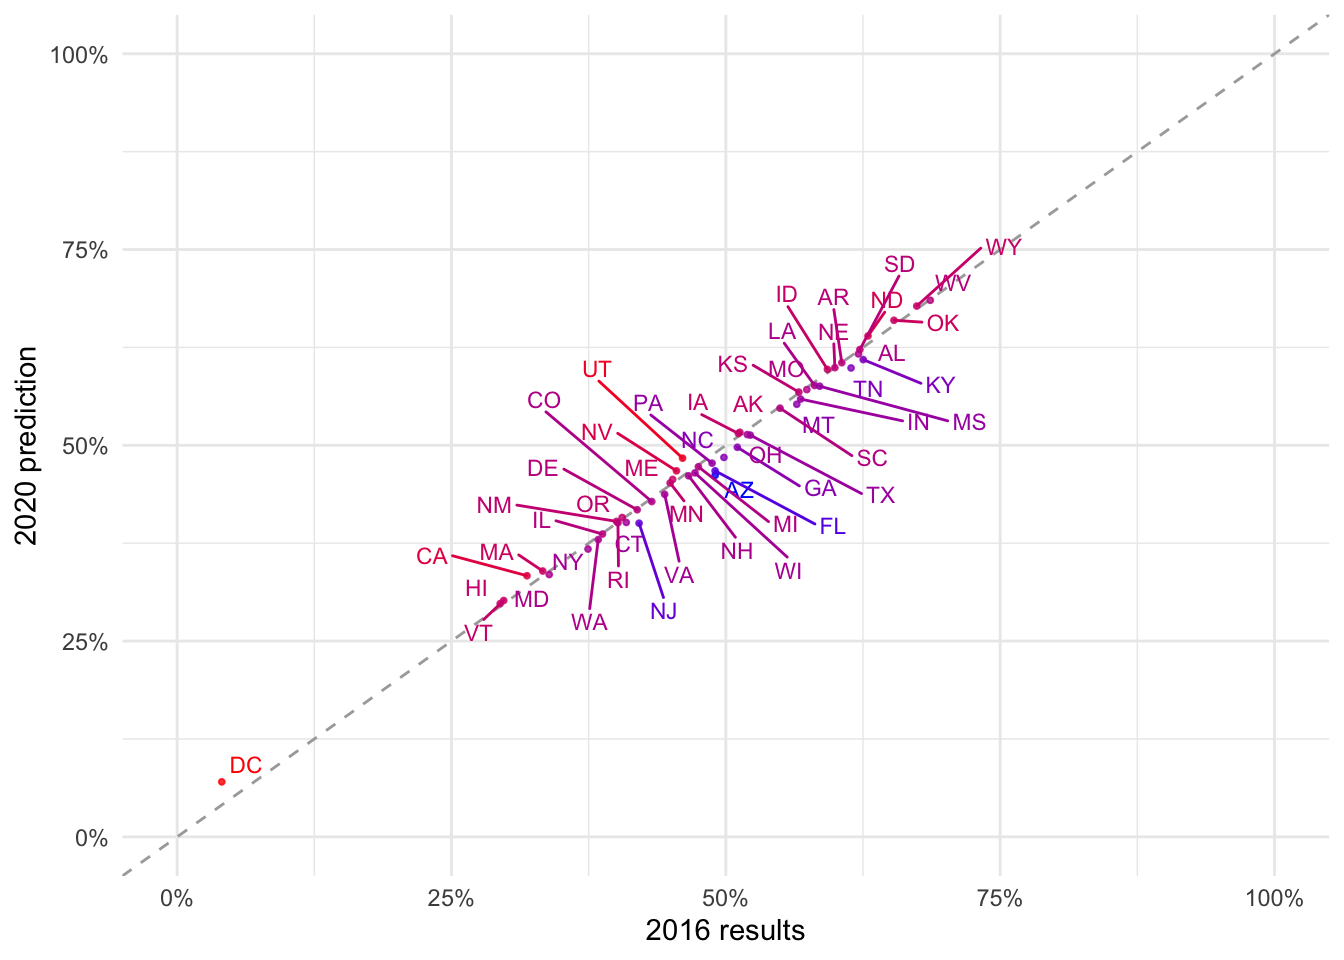 100%
WY
SD
WV
ID
AR
ND
75%
OK
LA
NE
AL
UT
KS
MO
KY
TN
CO
PA
IA
AK
MS
IN
MT
NV
NC
50%
OH
SC
DE
ME
AZ
GA
TX
NM
OR
MN
MI
FL
IL
CT
NH
CA
MA
NY
WI
RI
VA
HI
MD
NJ
WA
VT
25%
DC
0%
2020 prediction
0% 25% 50% 75% 100%
2016 results